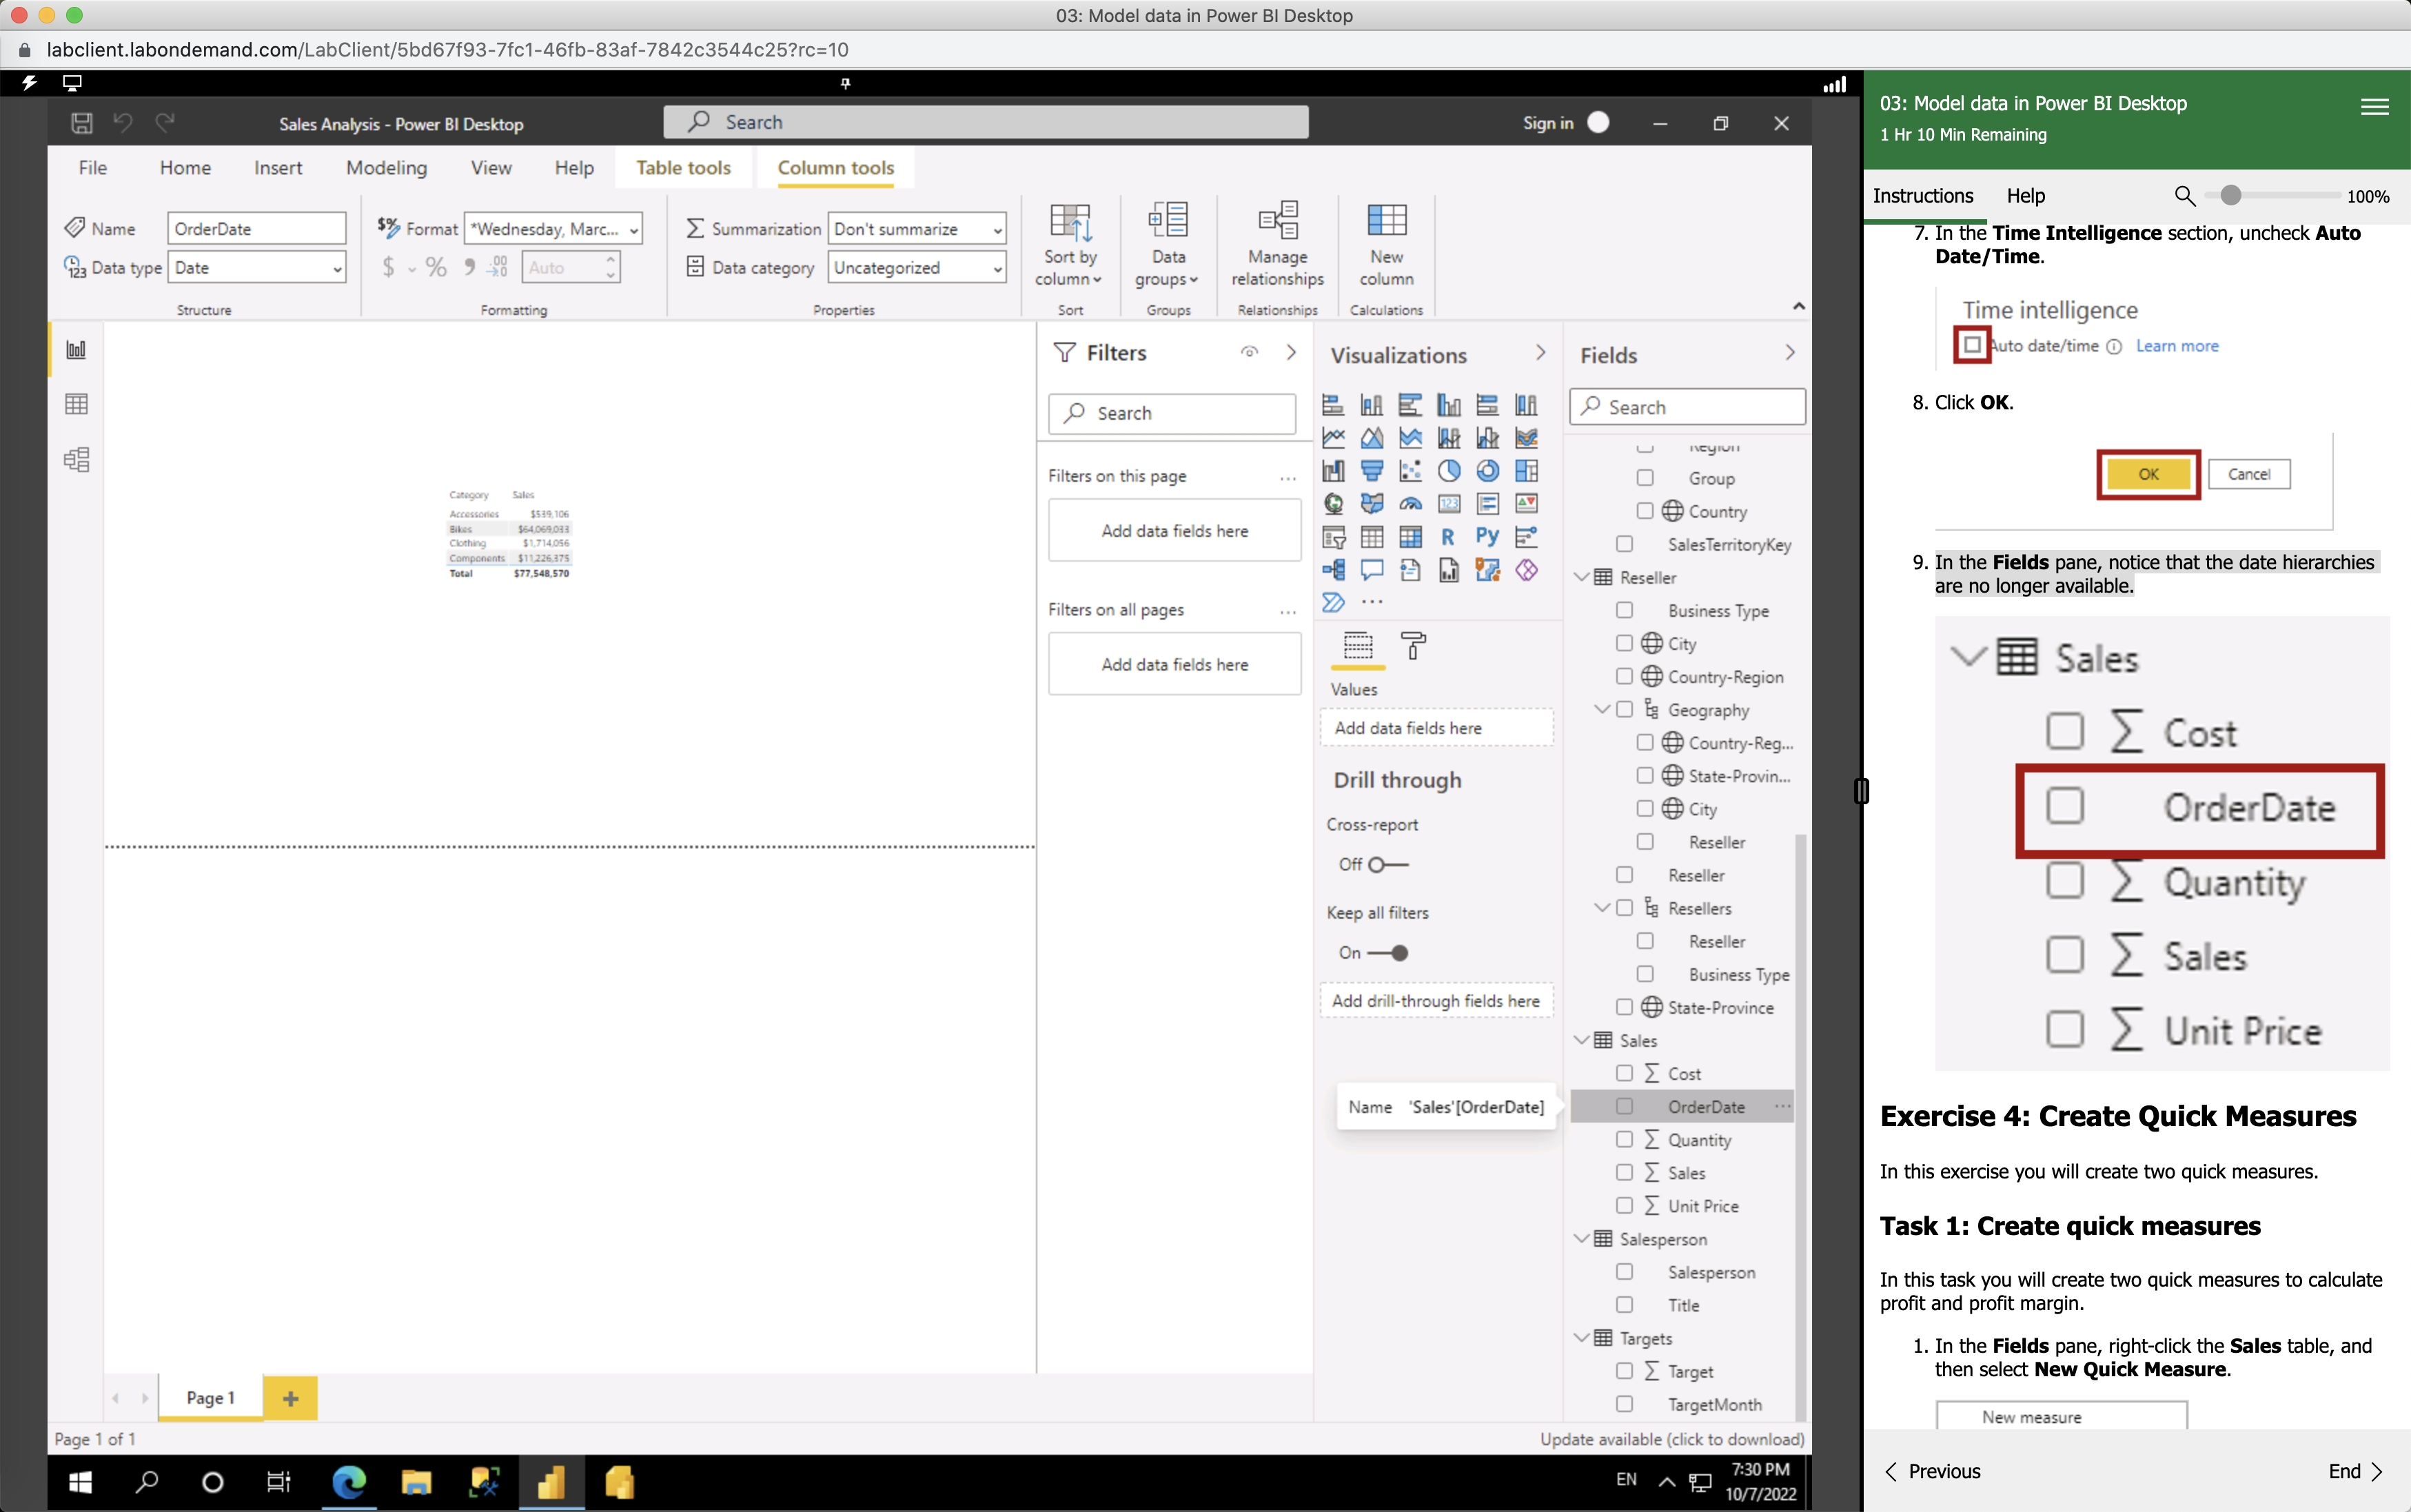 03: Model data in Power BI Desktop
labclient.labondemand.com/LabClient/5bd67f93-7fc1-46fb-83af-7842c3544c25?rc=10
Sales Analysis - Power BI Desktop
Search
Sign in
File Home Insert Modeling View Help Table tools Column tools
Name OrderDate
Data type Date
Structure
Format *Wednesday, Marc...
$ % Auto
Formatting
Summarization Don't summarize
Data category Uncategorized
Properties
Sort by
column
Sort
Data
groups
Groups
Manage
relationships
Relationships
New
column
Calculations
Category Sales
Accessories $539,106
Bikes $64,069,033
Clothing $1,714,056
Components $11,226,375
Total $77,548,570
Filters
Search
Filters on this page
Add data fields here
Filters on all pages
Add data fields here
Visualizations
R
Py
123
Values
Add data fields here
Drill through
Cross-report
Off
Keep all filters
On
Add drill-through fields here
Name 'Sales'[OrderDate]
Fields
Search
Region
Group
Country
SalesTerritoryKey
Reseller
Business Type
City
Country-Region
Geography
Country-Reg...
State-Provin...
City
Reseller
Reseller
Resellers
Reseller
Business Type
State-Province
Sales
Cost
OrderDate
Quantity
Sales
Unit Price
Salesperson
Salesperson
Title
Targets
Target
TargetMonth
Page 1
Page 1 of 1
Update available (click to download)
EN
7:30 PM
10/7/2022
03: Model data in Power BI Desktop
1 Hr 10 Min Remaining
Instructions Help 100%
7. In the Time Intelligence section, uncheck Auto
Date/Time.
Time intelligence
Auto date/time Learn more
8. Click OK.
OK Cancel
9. In the Fields pane, notice that the date hierarchies
are no longer available.
Sales
Cost
OrderDate
Quantity
Sales
Unit Price
Exercise 4: Create Quick Measures
In this exercise you will create two quick measures.
Task 1: Create quick measures
In this task you will create two quick measures to calculate
profit and profit margin.
1. In the Fields pane, right-click the Sales table, and
then select New Quick Measure.
New measure
Previous
End